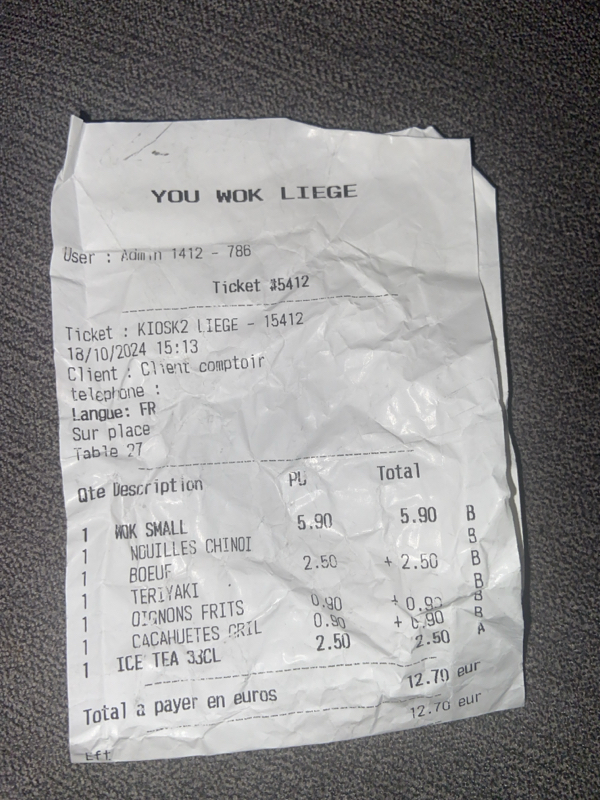 YOU WOK LIEGE
User : Admin 1412 - 786
Ticket #5412
Ticket : KIOSK2 LIEGE - 15412
18/10/2024 15:13
Client : Client comptoir
telephone :
Langue: FR
Sur place
Table 27
Qte Description PU Total
1 WOK SMALL 5.90 5.90 B
1 NOUILLES CHINOI B
1 BOEUF 2.50 + 2.50 B
1 TERIYAKI B
1 OIGNONS FRITS 0.90 + 0.90 B
1 CACAHUETES GRIL 0.90 + 0.90 B
1 ICE TEA 33CL 2.50 2.50 A
Total a payer en euros 12.70 eur
Eff 12.70 eur